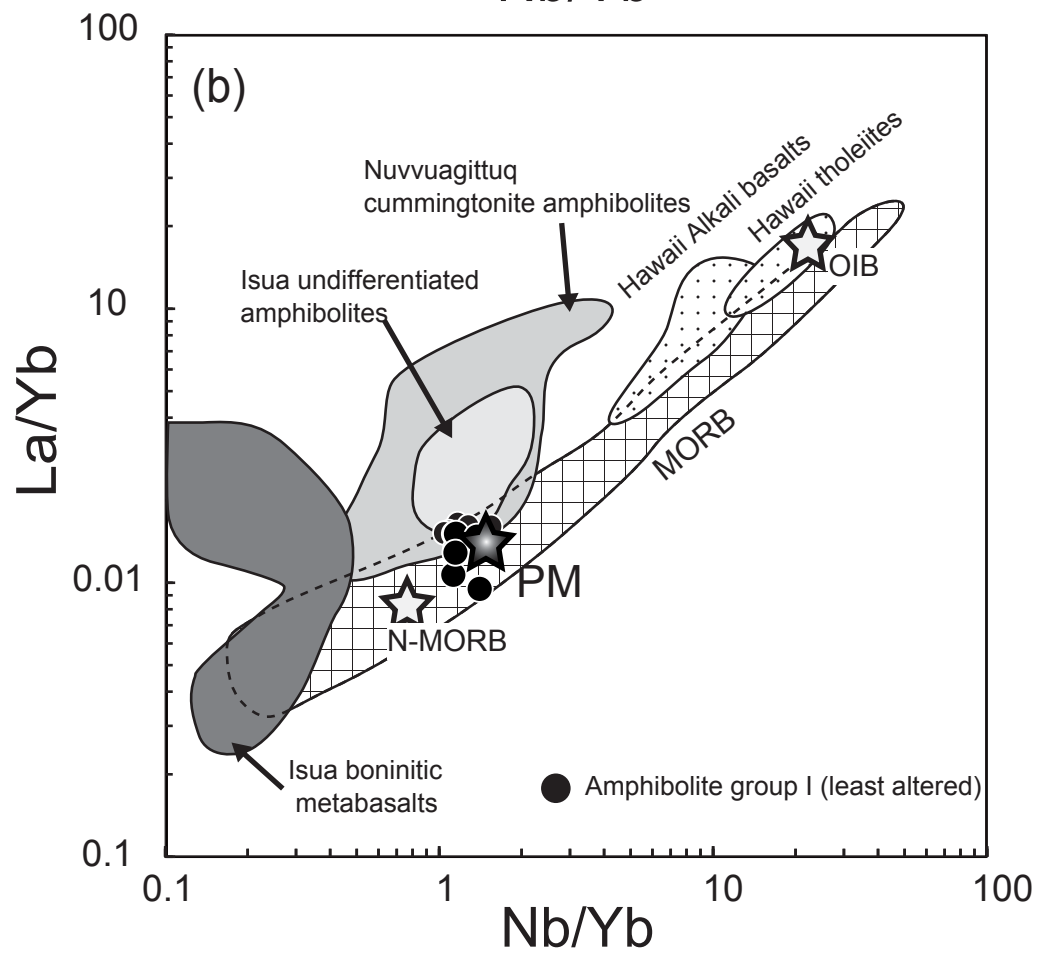 100
(b)
Nuvvuagittuq
cummingtonite amphibolites
Hawaii Alkali basalts
Hawaii tholeiites
Isua undifferentiated
amphibolites
OIB
10
La/Yb
MORB
0.01
PM
N-MORB
Isua boninitic
metabasalts
Amphibolite group I (least altered)
0.1
0.1
1
10
100
Nb/Yb